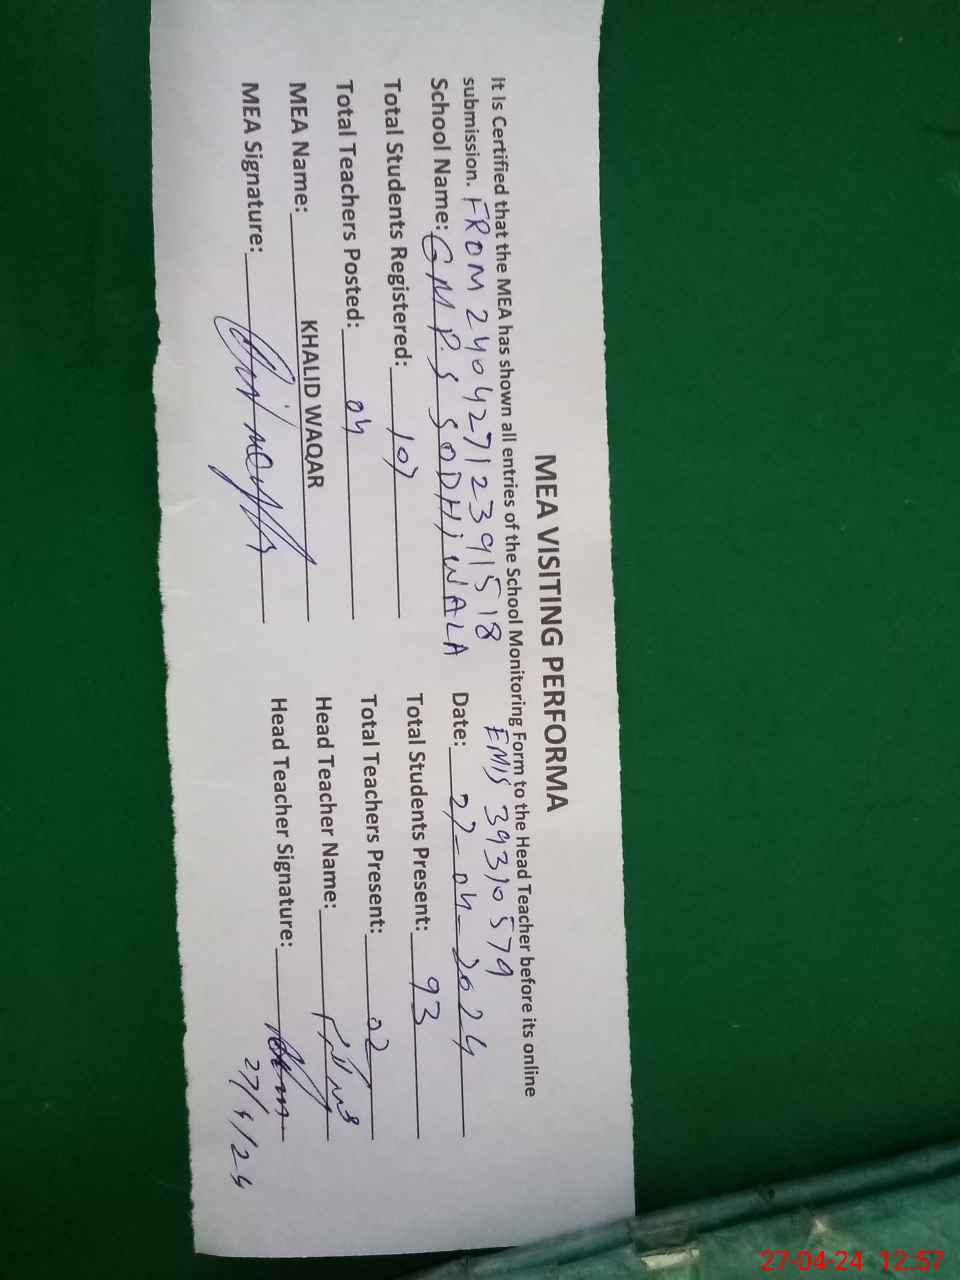 MEA VISITING PERFORMA
It Is Certified that the MEA has shown all entries of the School Monitoring Form to the Head Teacher before its online
submission. FROM 24042712391518 EMIS 39310579
School Name: GMP.S SODHiWALA Date: 27-04-2024
Total Students Registered: 107 Total Students Present: 93
Total Teachers Posted: 04 Total Teachers Present: 02
MEA Name: KHALID WAQAR Head Teacher Name:
MEA Signature: Head Teacher Signature:
27/4/24
27-04-24 12:57